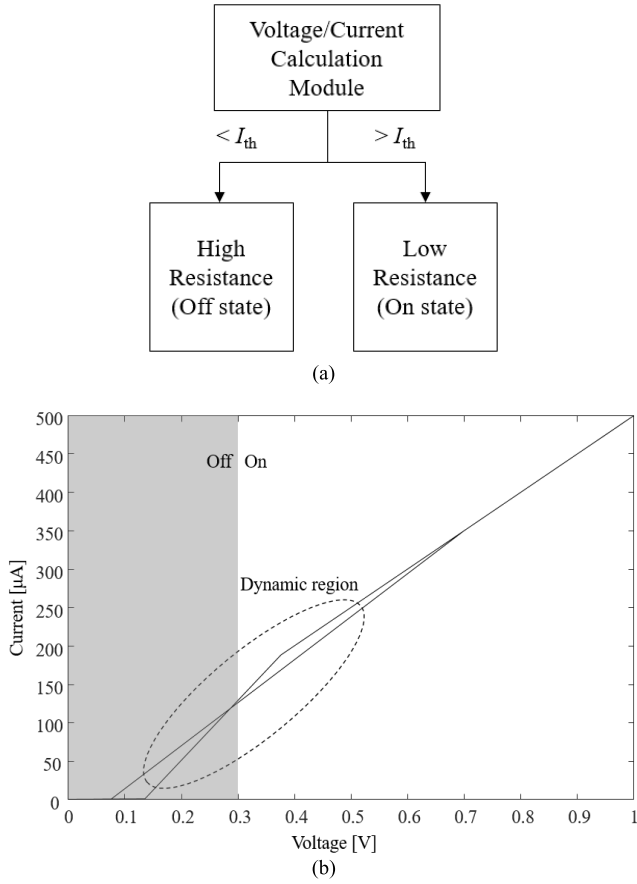 Voltage/Current
Calculation
Module
< Ith
> Ith
High
Resistance
(Off state)
Low
Resistance
(On state)
(a)
500
450
400
350
300
250
200
150
100
50
0
Current [μA]
Off On
Dynamic region
0 0.1 0.2 0.3 0.4 0.5 0.6 0.7 0.8 0.9 1
Voltage [V]
(b)